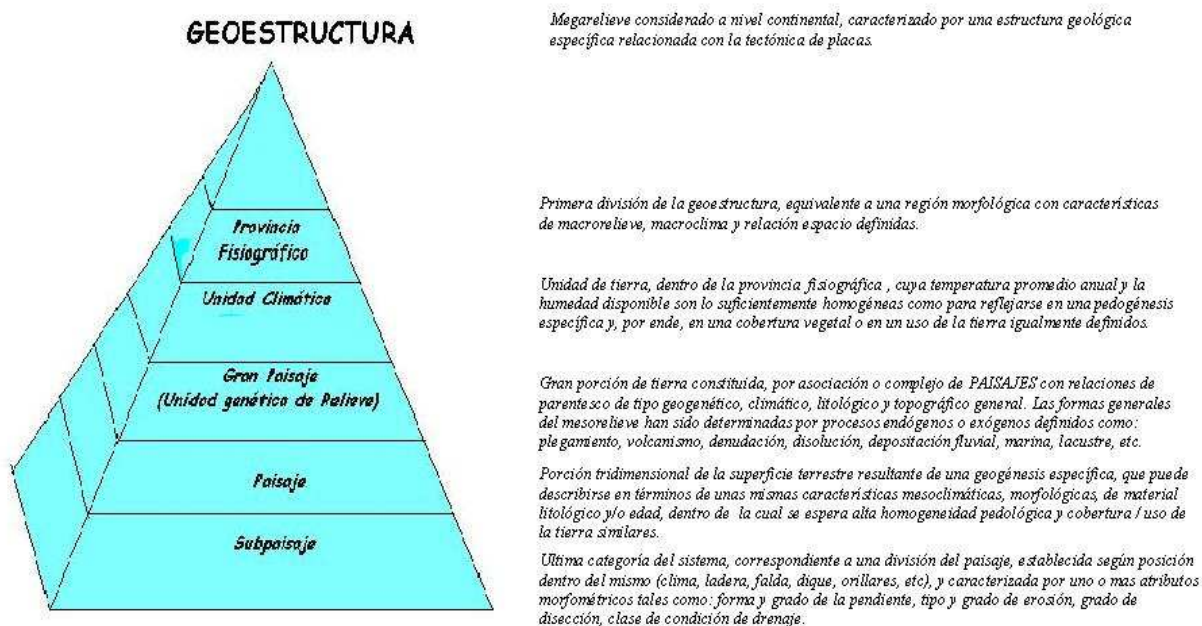 GEOESTRUCTURA
Megarelieve considerado a nivel continental, caracterizado por una estructura geológica
específica relacionada con la tectónica de placas.
Provincia
Fisiográfica
Primera división de la geoestructura, equivalente a una región morfológica con características
de macrorelieve, macroclima y relación espacio definidas.
Unidad Climática
Unidad de tierra, dentro de la provincia fisiográfica , cuya temperatura promedio anual y la
humedad disponible son lo suficientemente homogéneas como para reflejarse en una pedogénesis
específica y, por ende, en una cobertura vegetal o en un uso de la tierra igualmente definidos.
Gran Paisaje
(Unidad genética de Relieve)
Gran porción de tierra constituida, por asociación o complejo de PAISAJES con relaciones de
parentesco de tipo geogenético, climático, litológico y topográfico general. Las formas generales
del mesorelieve han sido determinadas por procesos endógenos o exógenos definidos como:
plegamiento, volcanismo, denudación, disolución, depositación fluvial, marina, lacustre, etc.
Paisaje
Porción tridimensional de la superficie terrestre resultante de una geogénesis específica, que puede
describirse en términos de unas mismas características mesoclimáticas, morfológicas, de material
litológico y/o edad, dentro de la cual se espera alta homogeneidad pedológica y cobertura / uso de
la tierra similares.
Subpaisaje
Ultima categoría del sistema, correspondiente a una división del paisaje, establecida según posición
dentro del mismo (clima, ladera, falda, dique, orillares, etc), y caracterizada por uno o mas atributos
morfométricos tales como: forma y grado de la pendiente, tipo y grado de erosión, grado de
disección, clase de condición de drenaje.